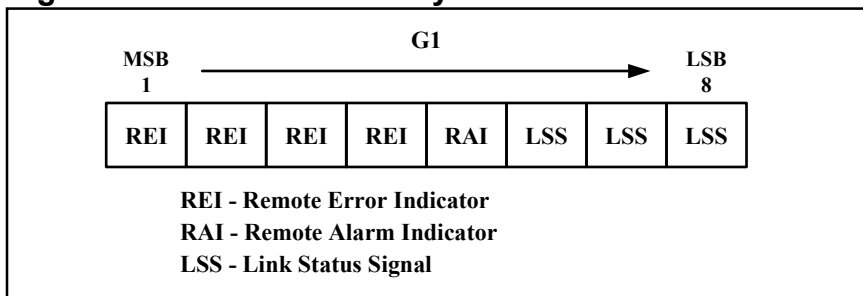 G1
MSB LSB
1 8
REI REI REI REI RAI LSS LSS LSS
REI - Remote Error Indicator
RAI - Remote Alarm Indicator
LSS - Link Status Signal